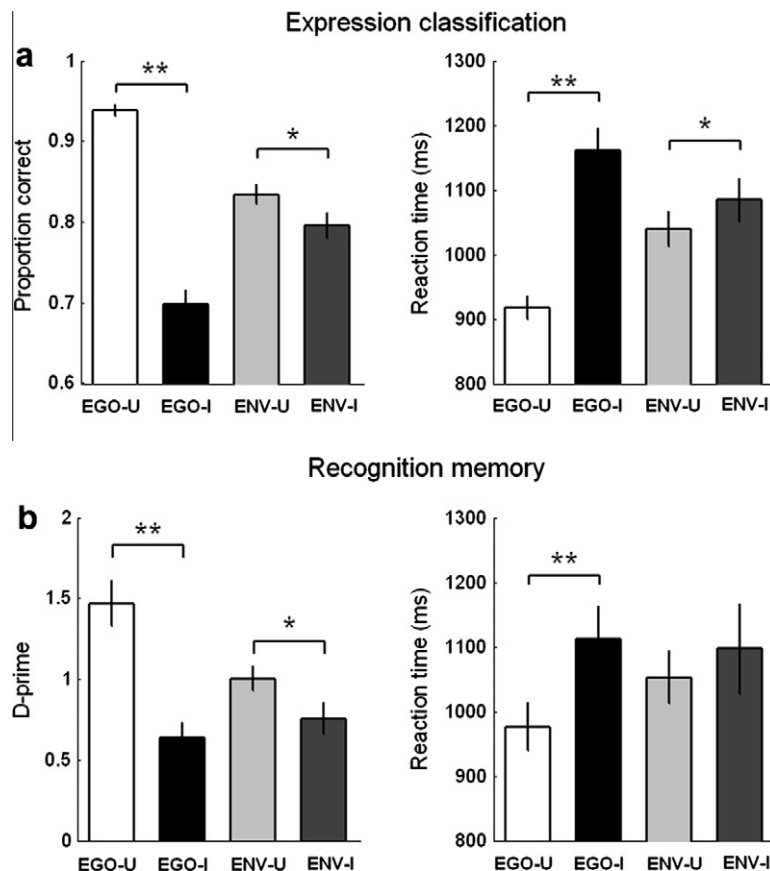 Expression classification
a
Proportion correct
1
0.9
0.8
0.7
0.6
**
*
EGO-U EGO-I ENV-U ENV-I
Reaction time (ms)
1300
1200
1100
1000
900
800
**
*
EGO-U EGO-I ENV-U ENV-I
Recognition memory
b
D-prime
2
1.5
1
0.5
0
**
*
EGO-U EGO-I ENV-U ENV-I
Reaction time (ms)
1300
1200
1100
1000
900
800
**
EGO-U EGO-I ENV-U ENV-I